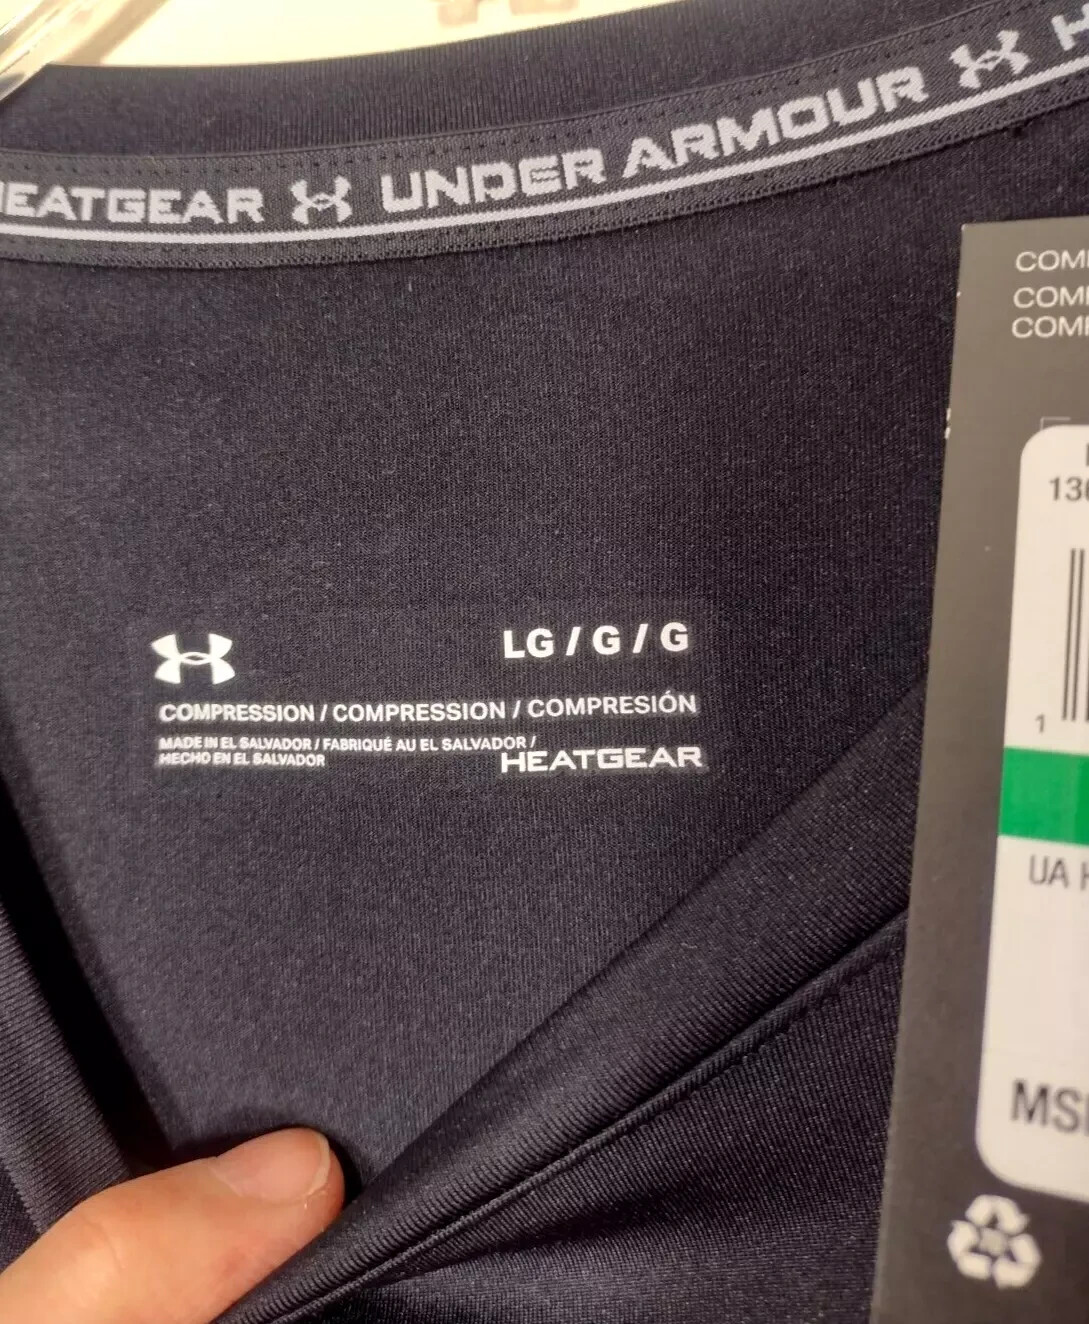 HEATGEAR UNDER ARMOUR
LG / G / G
COMPRESSION / COMPRESSION / COMPRESIÓN
MADE IN EL SALVADOR / FABRIQUÉ AU EL SALVADOR /
HECHO EN EL SALVADOR
HEATGEAR
1
UA